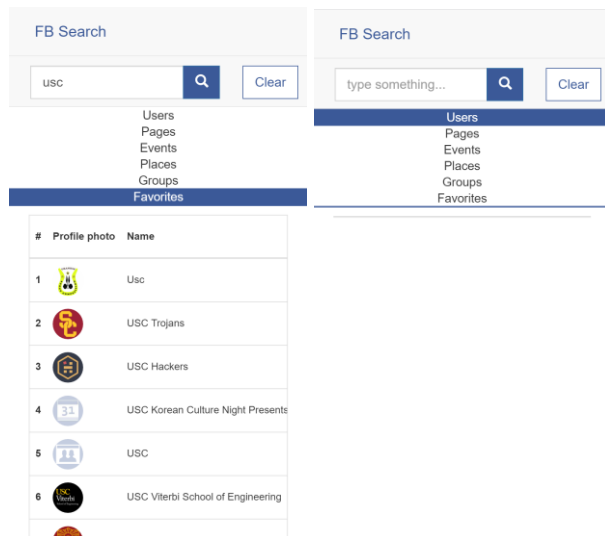 FB Search
usc
Clear
Users
Pages
Events
Places
Groups
Favorites
# Profile photo Name
1 Usc
2 SC USC Trojans
3 USC Hackers
4 31 USC Korean Culture Night Presents
5 USC
6 USC Viterbi USC Viterbi School of Engineering
FB Search
type something...
Clear
Users
Pages
Events
Places
Groups
Favorites